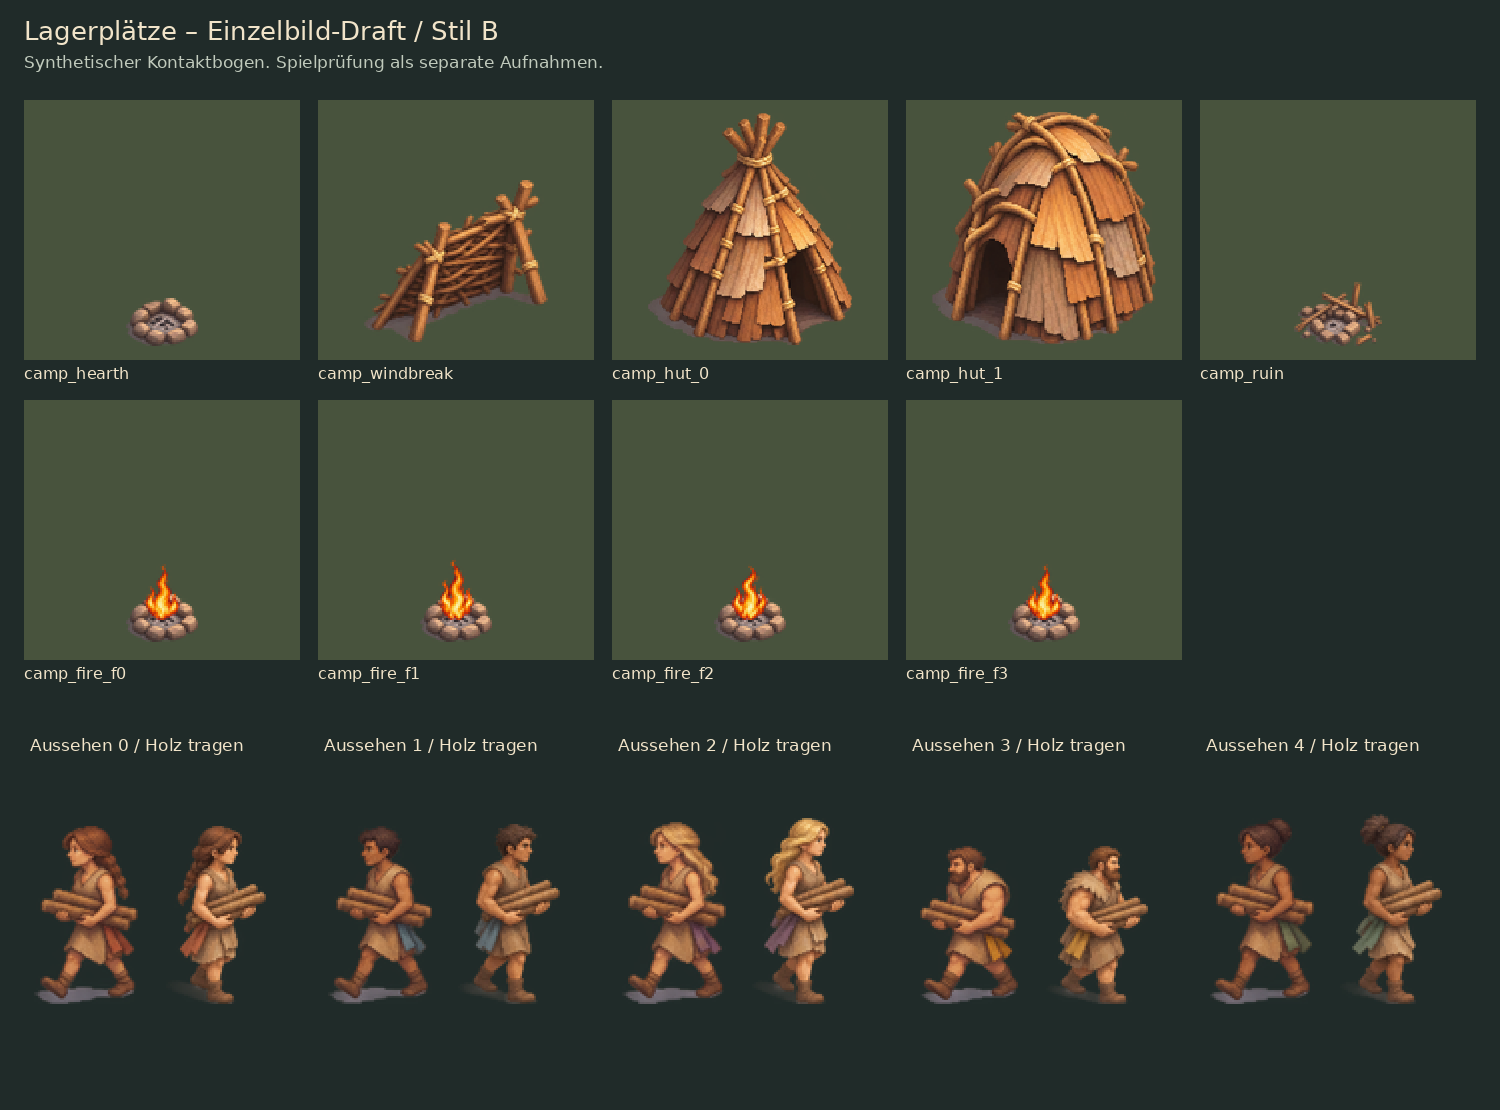 Lagerplätze – Einzelbild-Draft / Stil B
Synthetischer Kontaktbogen. Spielprüfung als separate Aufnahmen.
camp_hearth
camp_windbreak
camp_hut_0
camp_hut_1
camp_ruin
camp_fire_f0
camp_fire_f1
camp_fire_f2
camp_fire_f3
Aussehen 0 / Holz tragen
Aussehen 1 / Holz tragen
Aussehen 2 / Holz tragen
Aussehen 3 / Holz tragen
Aussehen 4 / Holz tragen